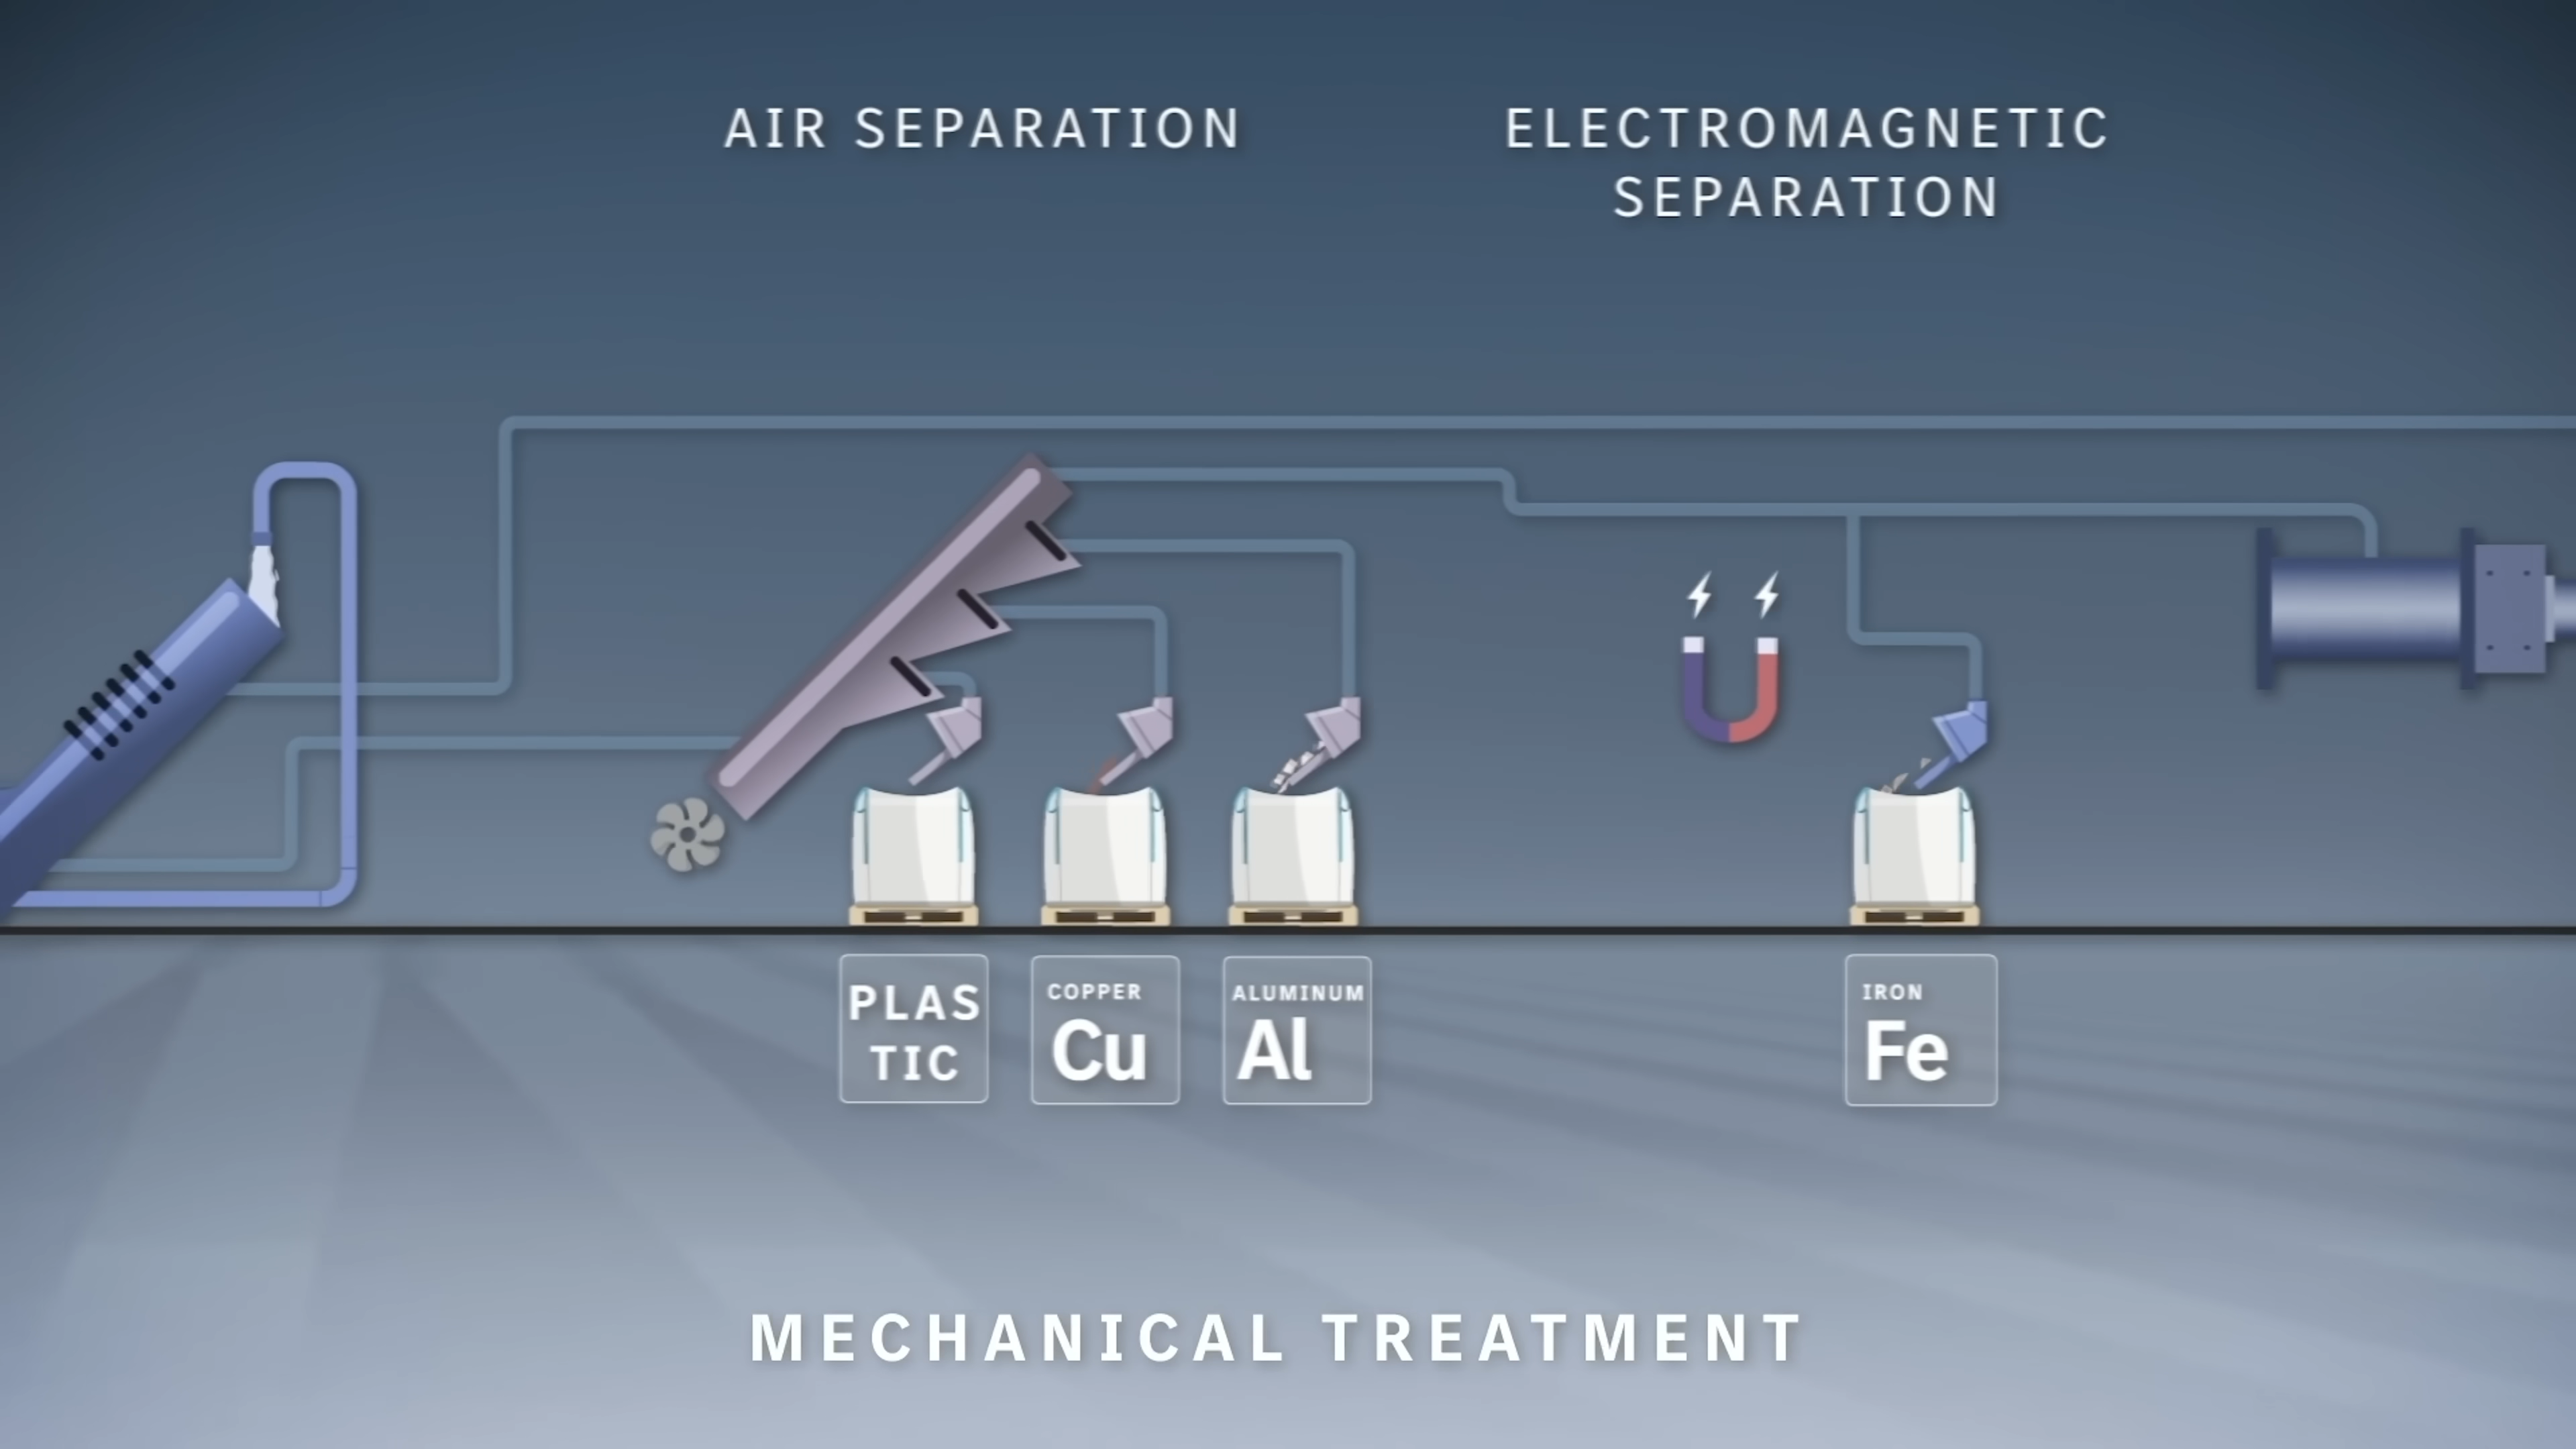 AIR SEPARATION
ELECTROMAGNETIC
SEPARATION
PLAS
TIC
COPPER
Cu
ALUMINUM
Al
IRON
Fe
MECHANICAL TREATMENT